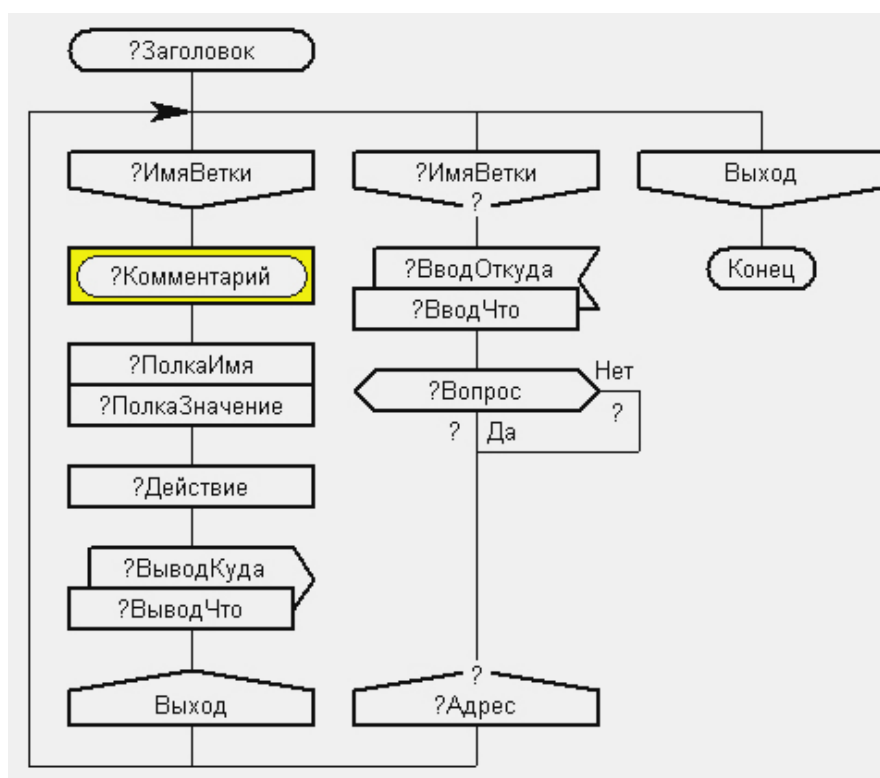 ?Заголовок
?ИмяВетки
?Комментарий
?ПолкаИмя
?ПолкаЗначение
?Действие
?ВыводКуда
?ВыводЧто
Выход
?ИмяВетки
?
?ВводОткуда
?ВводЧто
?Вопрос
Нет
?
? Да
?
?Адрес
Выход
Конец